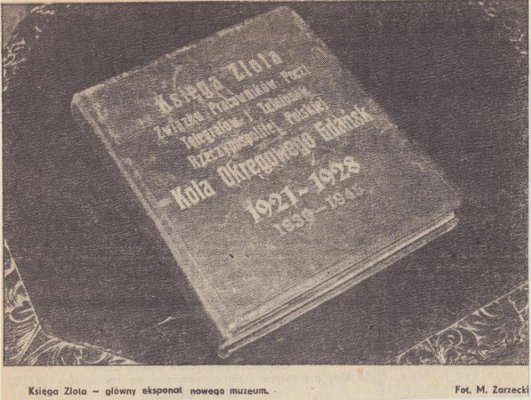 Księga Złota
Związku Pracowników Poczt
Telegrafów i Telefonów
Rzeczypospolitej Polskiej
Koła Okręgowego Gdańsk
1921-1928
1939-1945
Księga Złota – główny eksponat nowego muzeum.
Fot. M. Zarzecki